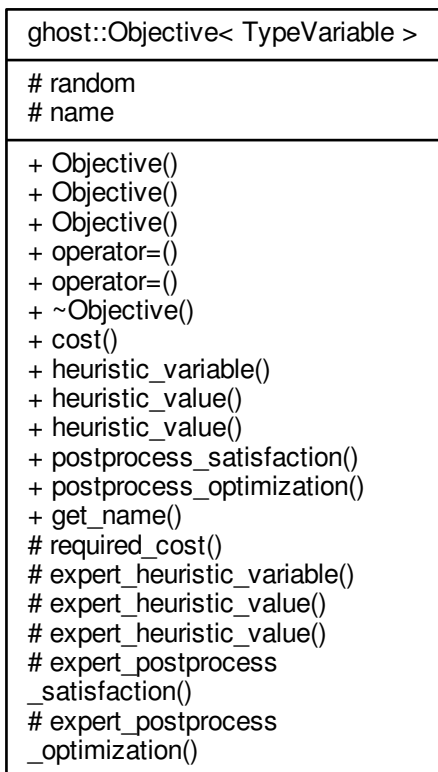 ghost::Objective< TypeVariable >
# random
# name
+ Objective()
+ Objective()
+ Objective()
+ operator=()
+ operator=()
+ ~Objective()
+ cost()
+ heuristic_variable()
+ heuristic_value()
+ heuristic_value()
+ postprocess_satisfaction()
+ postprocess_optimization()
+ get_name()
# required_cost()
# expert_heuristic_variable()
# expert_heuristic_value()
# expert_heuristic_value()
# expert_postprocess
_satisfaction()
# expert_postprocess
_optimization()